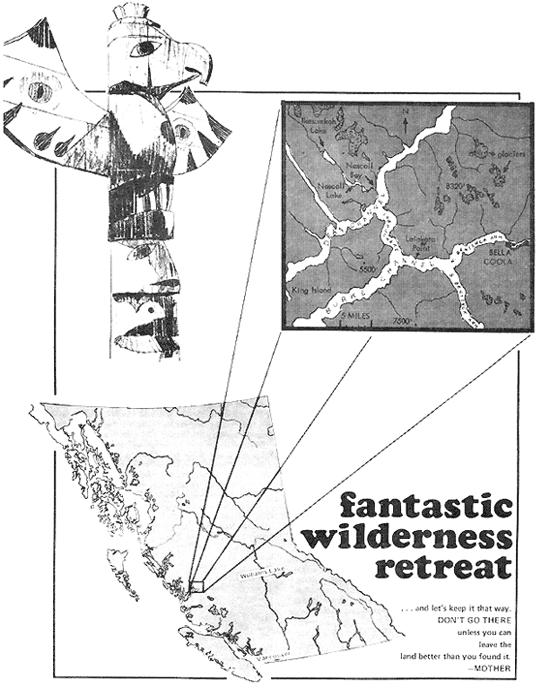 Lake
N
glaciers
Nascall
Bay
Nascall
Lake
8320'
Point
BELLA
COOLA
5500
King Island
BURKE CHANNEL
5 MILES
7500'
fantastic
wilderness
retreat
Williams Lake
. . . and let's keep it that way.
DON'T GO THERE
unless you can
leave the
land better than you found it.
—MOTHER
Vancouver